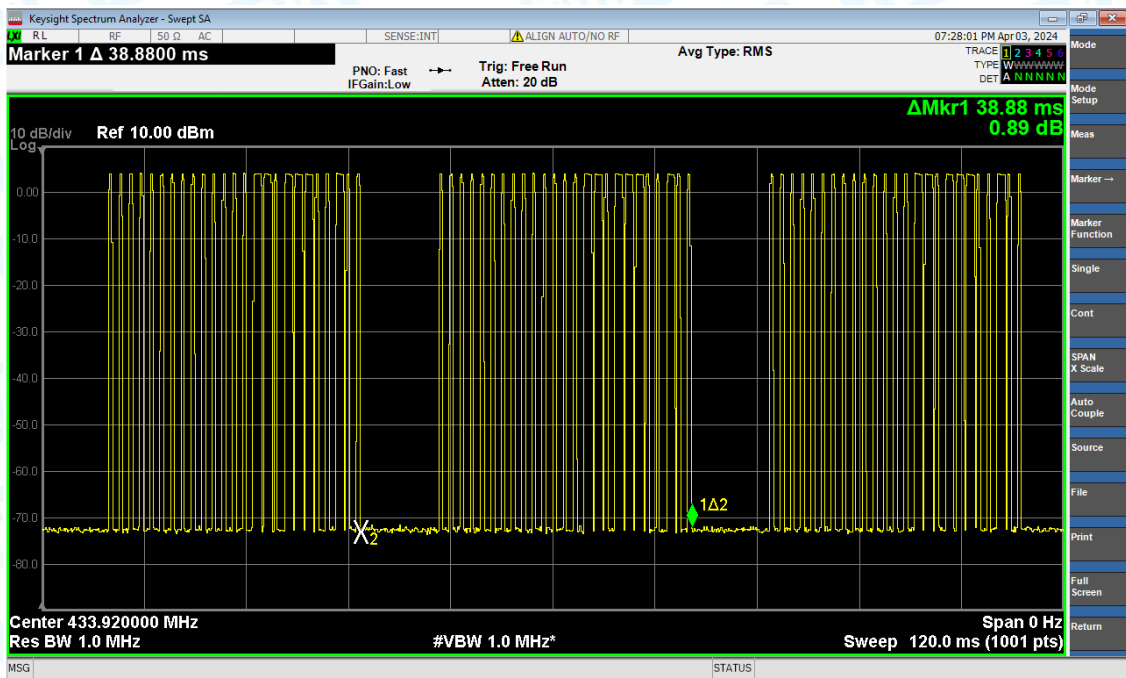 Keysight Spectrum Analyzer - Swept SA
LXI RL RF 50 Ω AC SENSE:INT ALIGN AUTO/NO RF 07:28:01 PM Apr 03, 2024
Marker 1 Δ 38.8800 ms
PNO: Fast
IFGain:Low
Trig: Free Run
Atten: 20 dB
Avg Type: RMS
TRACE 1 2 3 4 5 6
TYPE WWWWWW
DET A N N N N N
ΔMkr1 38.88 ms
0.89 dB
10 dB/div Ref 10.00 dBm
Log
0.00
-10.0
-20.0
-30.0
-40.0
-50.0
-60.0
-70.0
-80.0
1Δ2
2
Center 433.920000 MHz Span 0 Hz
Res BW 1.0 MHz #VBW 1.0 MHz* Sweep 120.0 ms (1001 pts)
MSG STATUS
Mode
Mode
Setup
Meas
Marker →
Marker
Function
Single
Cont
SPAN
X Scale
Auto
Couple
Source
File
Print
Full
Screen
Return